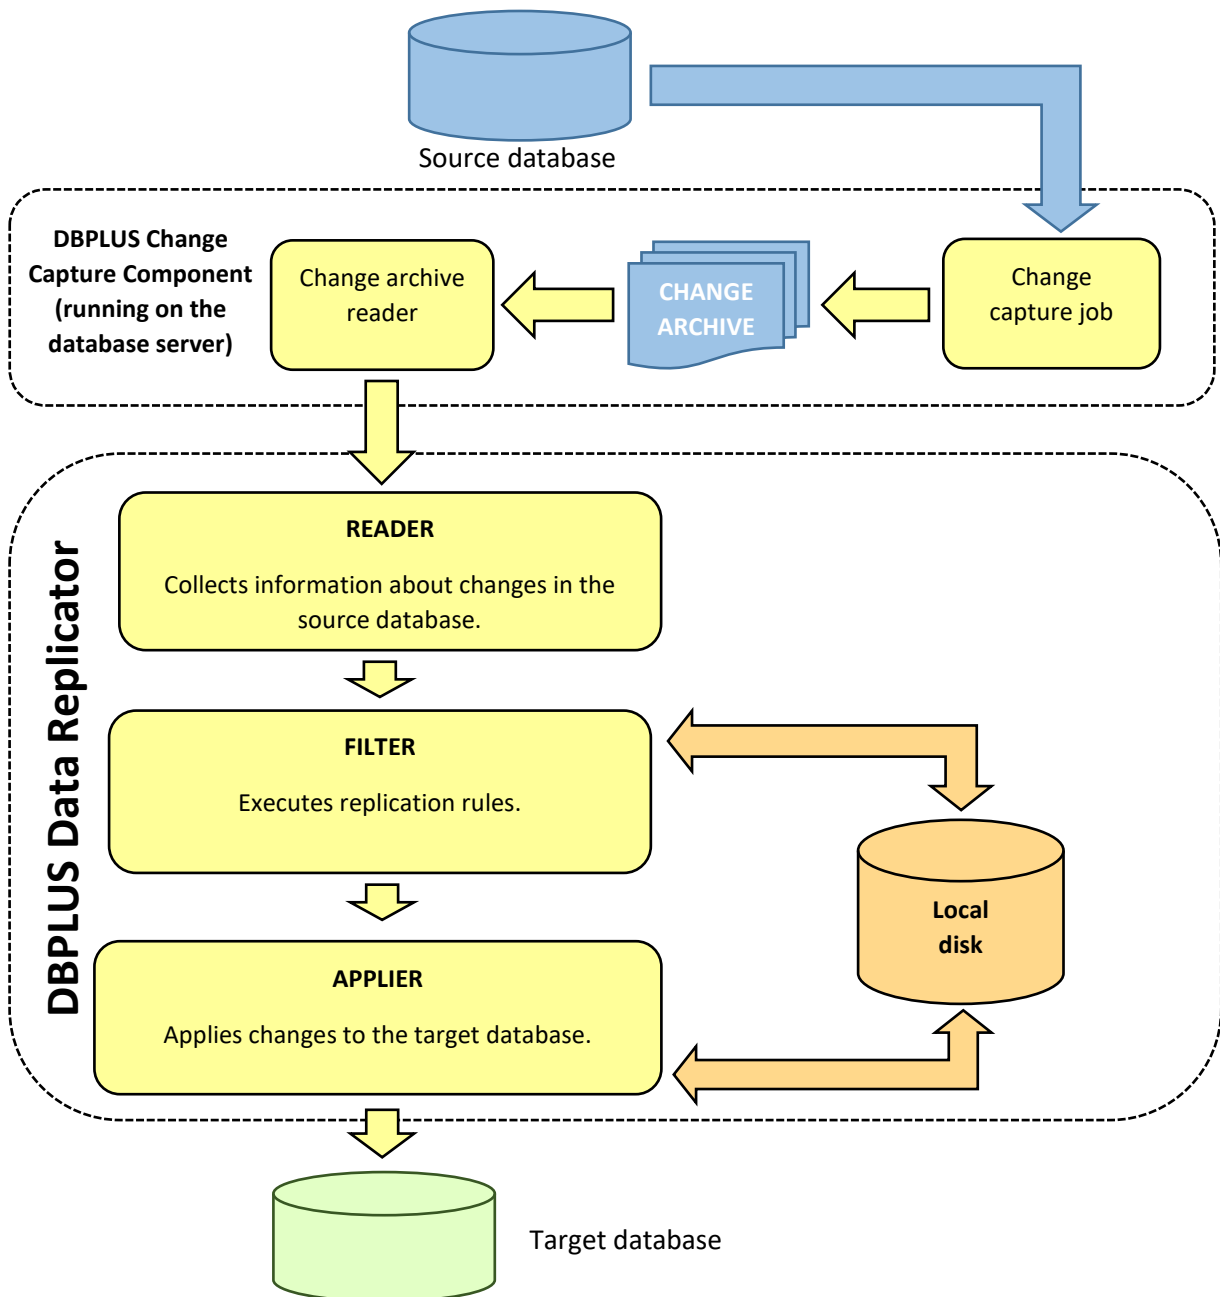 Source database
DBPLUS Change
Capture Component
(running on the
database server)
Change archive
reader
CHANGE
ARCHIVE
Change
capture job
DBPLUS Data Replicator
READER
Collects information about changes in the
source database.
FILTER
Executes replication rules.
Local
disk
APPLIER
Applies changes to the target database.
Target database